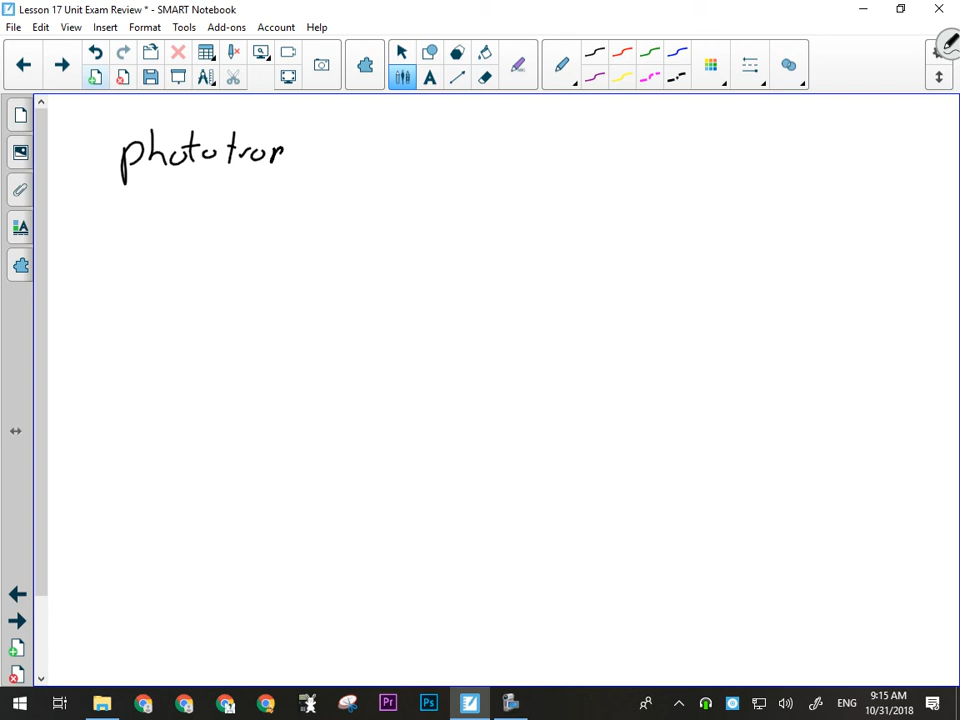 Lesson 17 Unit Exam Review * - SMART Notebook
File Edit View Insert Format Tools Add-ons Account Help
phototror
ENG
9:15 AM
10/31/2018